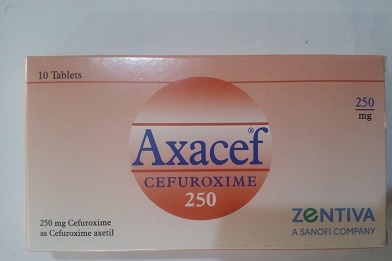 10 Tablets
250
mg
Axacef®
CEFUROXIME
250
250 mg Cefuroxime
as Cefuroxime axetil
ZENTIVA
A SANOFI COMPANY